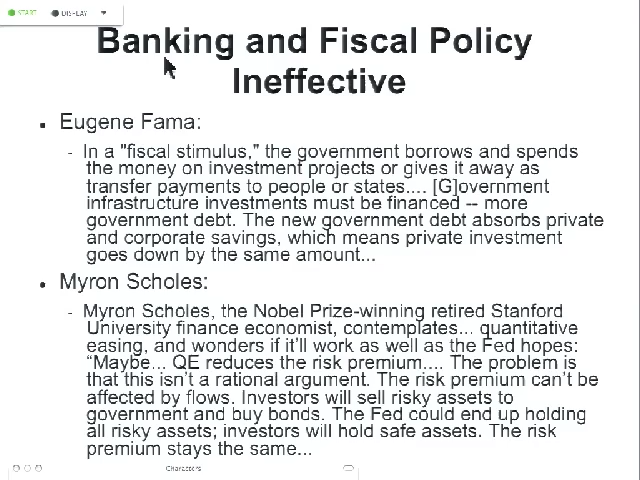 START DISPLAY
Banking and Fiscal Policy
Ineffective
Eugene Fama:
- In a "fiscal stimulus," the government borrows and spends
the money on investment projects or gives it away as
transfer payments to people or states.... [G]overnment
infrastructure investments must be financed -- more
government debt. The new government debt absorbs private
and corporate savings, which means private investment
goes down by the same amount...
Myron Scholes:
- Myron Scholes, the Nobel Prize-winning retired Stanford
University finance economist, contemplates... quantitative
easing, and wonders if it'll work as well as the Fed hopes:
“Maybe... QE reduces the risk premium.... The problem is
that this isn't a rational argument. The risk premium can't be
affected by flows. Investors will sell risky assets to
government and buy bonds. The Fed could end up holding
all risky assets; investors will hold safe assets. The risk
premium stays the same...
Characters